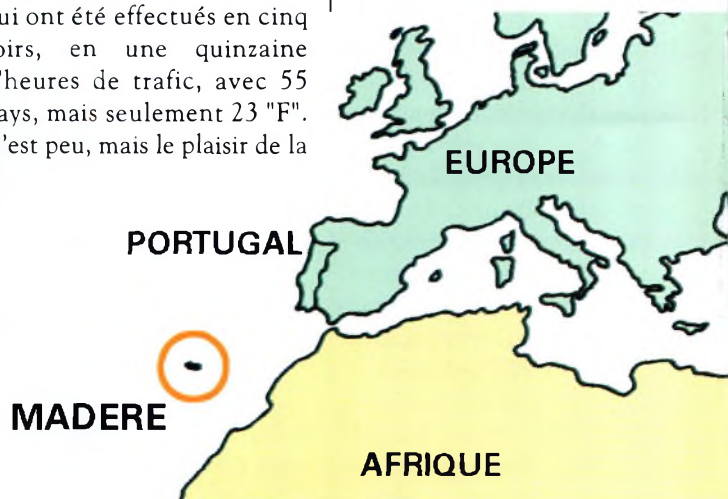 ui ont été effectués en cinq
oirs, en une quinzaine
'heures de trafic, avec 55
ays, mais seulement 23 "F".
'est peu, mais le plaisir de la
EUROPE
PORTUGAL
MADERE
AFRIQUE